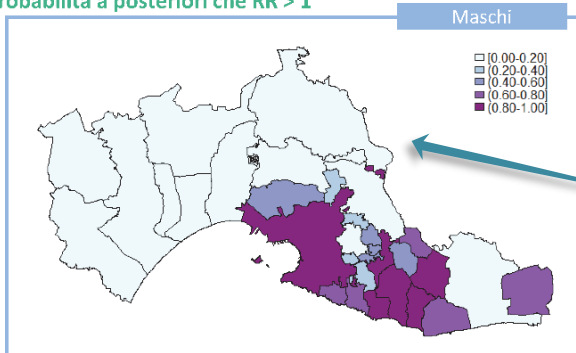 probabilità a posteriori che RR > 1
Maschi
[0.00-0.20]
(0.20-0.40]
(0.40-0.60]
(0.60-0.80]
(0.80-1.00]